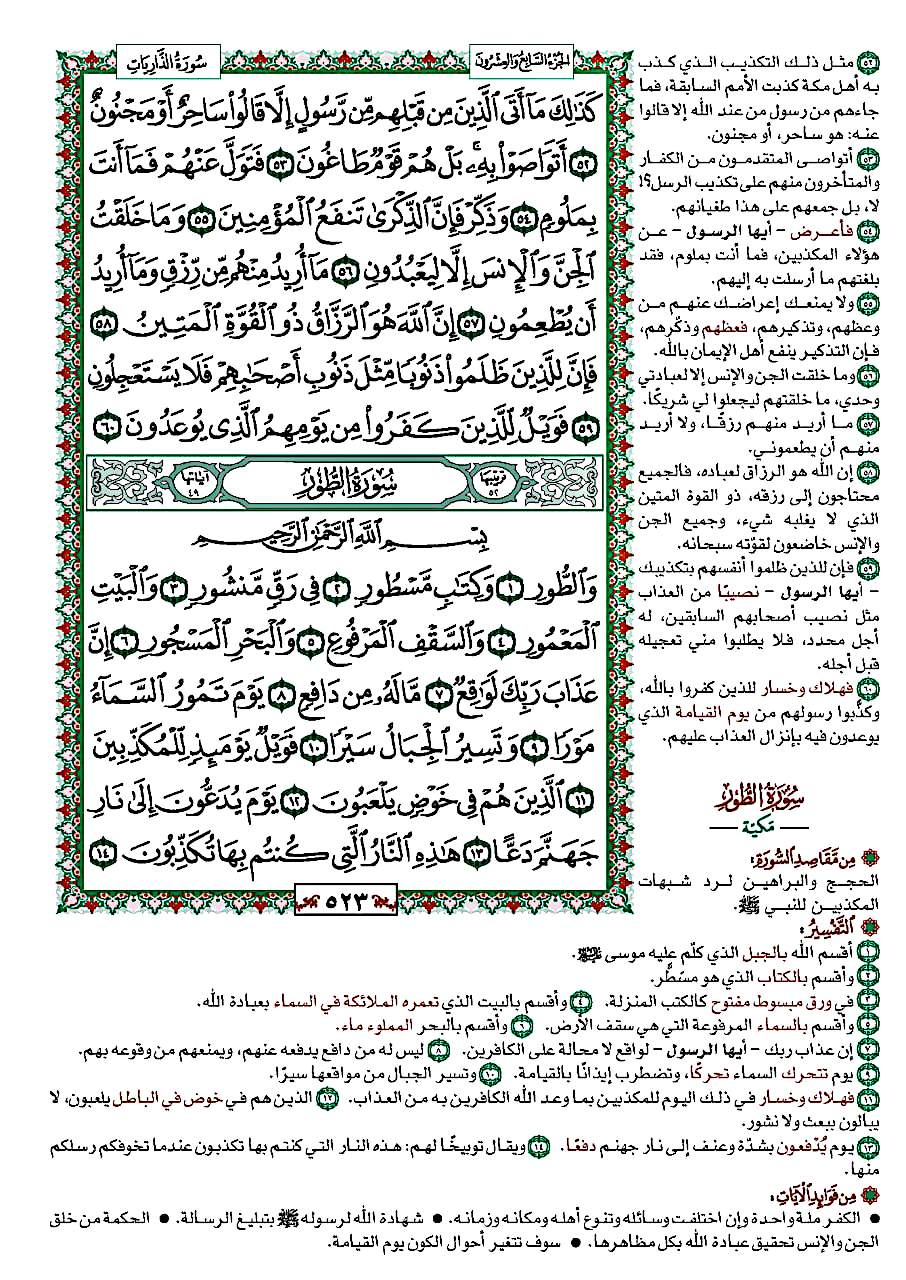 سُورَةُ الذَّارِيَاتِ
الجُزْءُ السَّابِعُ وَالعِشْرُونَ
كَذَٰلِكَ مَآ أَتَى ٱلَّذِينَ مِن قَبْلِهِم مِّن رَّسُولٍ إِلَّا قَالُوا۟ سَاحِرٌ أَوْ مَجْنُونٌ
٥٢ أَتَوَاصَوْا۟ بِهِۦ ۚ بَلْ هُمْ قَوْمٌ طَاغُونَ ٥٣ فَتَوَلَّ عَنْهُمْ فَمَآ أَنتَ
بِمَلُومٍ ٥٤ وَذَكِّرْ فَإِنَّ ٱلذِّكْرَىٰ تَنفَعُ ٱلْمُؤْمِنِينَ ٥٥ وَمَا خَلَقْتُ
ٱلْجِنَّ وَٱلْإِنسَ إِلَّا لِيَعْبُدُونِ ٥٦ مَآ أُرِيدُ مِنْهُم مِّن رِّزْقٍ وَمَآ أُرِيدُ
أَن يُطْعِمُونِ ٥٧ إِنَّ ٱللَّهَ هُوَ ٱلرَّزَّاقُ ذُو ٱلْقُوَّةِ ٱلْمَتِينُ ٥٨
فَإِنَّ لِلَّذِينَ ظَلَمُوا۟ ذَنُوبًا مِّثْلَ ذَنُوبِ أَصْحَٰبِهِمْ فَلَا يَسْتَعْجِلُونِ
٥٩ فَوَيْلٌ لِّلَّذِينَ كَفَرُوا۟ مِن يَوْمِهِمُ ٱلَّذِى يُوعَدُونَ ٦٠
ترتيبها ٥٢
سُورَةُ الطُّورِ
آياتها ٤٩
بِسْمِ ٱللَّهِ ٱلرَّحْمَٰنِ ٱلرَّحِيمِ
وَٱلطُّورِ ١ وَكِتَٰبٍ مَّسْطُورٍ ٢ فِى رَقٍّ مَّنشُورٍ ٣ وَٱلْبَيْتِ
ٱلْمَعْمُورِ ٤ وَٱلسَّقْفِ ٱلْمَرْفُوعِ ٥ وَٱلْبَحْرِ ٱلْمَسْجُورِ ٦ إِنَّ
عَذَابَ رَبِّكَ لَوَٰقِعٌ ٧ مَّا لَهُۥ مِن دَافِعٍ ٨ يَوْمَ تَمُورُ ٱلسَّمَآءُ
مَوْرًا ٩ وَتَسِيرُ ٱلْجِبَالُ سَيْرًا ١٠ فَوَيْلٌ يَوْمَئِذٍ لِّلْمُكَذِّبِينَ
١١ ٱلَّذِينَ هُمْ فِى خَوْضٍ يَلْعَبُونَ ١٢ يَوْمَ يُدَعُّونَ إِلَىٰ نَارِ
جَهَنَّمَ دَعًّا ١٣ هَٰذِهِ ٱلنَّارُ ٱلَّتِى كُنتُم بِهَا تُكَذِّبُونَ ١٤
٥٢٣
٥٢ مثل ذلك التكذيب الذي كذب
به أهل مكة كذبت الأمم السابقة، فما
جاءهم من رسول من عند الله إلا قالوا
عنه: هو ساحر، أو مجنون.
٥٣ أتواصى المتقدمون من الكفار
والمتأخرون منهم على تكذيب الرسل؟!
لا، بل جمعهم على هذا طغيانهم.
٥٤ فأعرض - أيها الرسول - عن
هؤلاء المكذبين، فما أنت بملوم، فقد
بلغتهم ما أرسلت به إليهم.
٥٥ ولا يمنعك إعراضك عنهم من
وعظهم، وتذكيرهم، فعظهم وذكّرهم،
فإن التذكير ينفع أهل الإيمان بالله.
٥٦ وما خلقت الجن والإنس إلا لعبادتي
وحدي، ما خلقتهم ليجعلوا لي شريكًا.
٥٧ ما أريد منهم رزقًا، ولا أريد
منهم أن يطعموني.
٥٨ إن الله هو الرزاق لعباده، فالجميع
محتاجون إلى رزقه، ذو القوة المتين
الذي لا يغلبه شيء، وجميع الجن
والإنس خاضعون لقوّته سبحانه.
٥٩ فإن للذين ظلموا أنفسهم بتكذيبك
- أيها الرسول - نصيبًا من العذاب
مثل نصيب أصحابهم السابقين، له
أجل محدد، فلا يطلبوا مني تعجيله
قبل أجله.
٦٠ فهلاك وخسار للذين كفروا بالله،
وكذّبوا رسولهم من يوم القيامة الذي
يوعدون فيه بإنزال العذاب عليهم.
سُورَةُ الطُّورِ
مَكِّيَّة
مِن مَّقَاصِدِ السُّورَةِ:
الحجج والبراهين لرد شبهات
المكذبين للنبي ﷺ.
التَّفْسِيرُ:
١ أقسم الله بالجبل الذي كلّم عليه موسى ﵇.
٢ وأقسم بالكتاب الذي هو مسَطَّر.
٣ في ورق مبسوط مفتوح كالكتب المنزلة. ٤ وأقسم بالبيت الذي تعمره الملائكة في السماء بعبادة الله.
٥ وأقسم بالسماء المرفوعة التي هي سقف الأرض. ٦ وأقسم بالبحر المملوء ماء.
٧ إن عذاب ربك - أيها الرسول - لواقع لا محالة على الكافرين. ٨ ليس له من دافع يدفعه عنهم، ويمنعهم من وقوعه بهم.
٩ يوم تتحرك السماء تحركًا، وتضطرب إيذانًا بالقيامة. ١٠ وتسير الجبال من مواقعها سيرًا.
١١ فهلاك وخسار في ذلك اليوم للمكذبين بما وعد الله الكافرين به من العذاب. ١٢ الذين هم في خوض في الباطل يلعبون، لا
يبالون ببعث ولا نشور.
١٣ يوم يُدْفعون بشدّة وعنف إلى نار جهنم دفعًا. ١٤ ويقال توبيخًا لهم: هذه النار التي كنتم بها تكذبون عندما تخوفكم رسلكم
منها.
مِن فَوَائِدِ الآيَاتِ:
• الكفر ملة واحدة وإن اختلفت وسائله وتنوع أهله ومكانه وزمانه. • شهادة الله لرسوله ﷺ بتبليغ الرسالة. • الحكمة من خلق
الجن والإنس تحقيق عبادة الله بكل مظاهرها. • سوف تتغير أحوال الكون يوم القيامة.